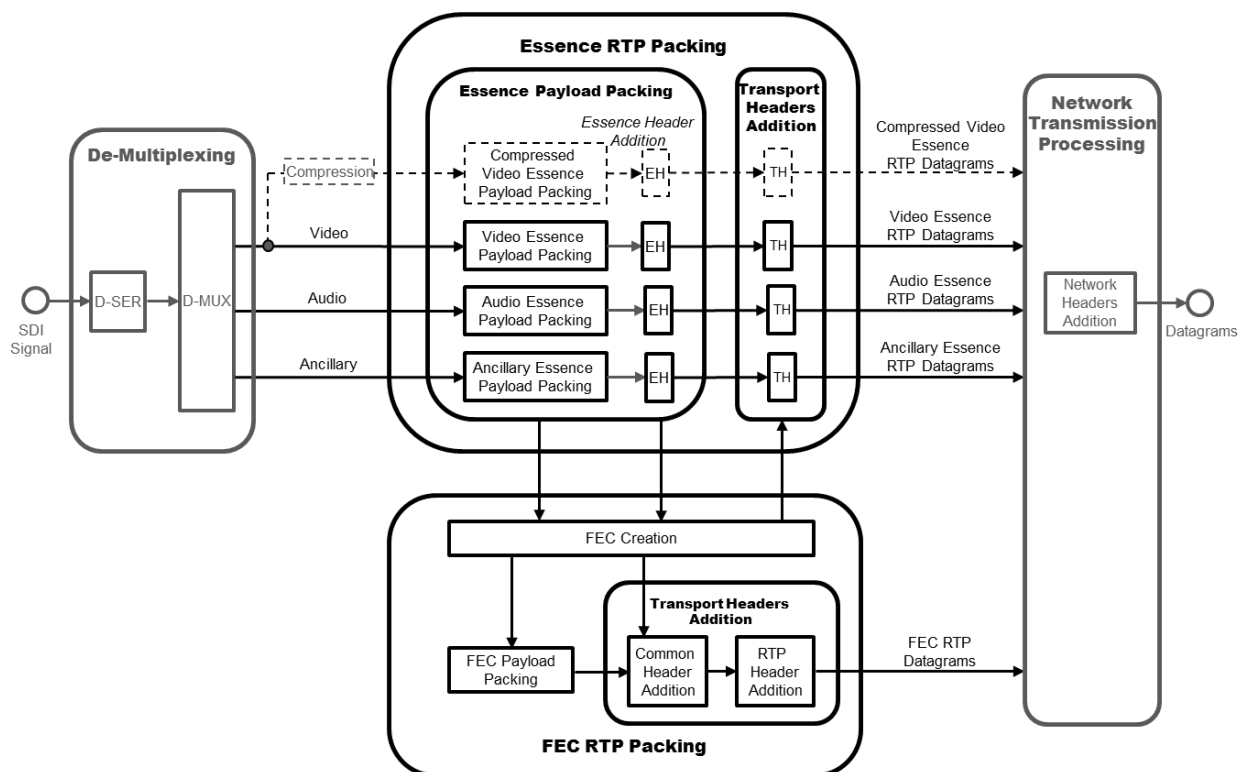 Essence RTP Packing
Essence Payload Packing
Transport
Headers
Addition
Network
Transmission
Processing
De-Multiplexing
Essence Header
Addition
Compressed Video
Essence
RTP Datagrams
Compression
Compressed
Video Essence
Payload Packing
EH
TH
Video
Video Essence
Payload Packing
EH
TH
Video Essence
RTP Datagrams
D-SER
D-MUX
SDI
Signal
Audio
Audio Essence
Payload Packing
EH
TH
Audio Essence
RTP Datagrams
Network
Headers
Addition
Datagrams
Ancillary
Ancillary Essence
Payload Packing
EH
TH
Ancillary Essence
RTP Datagrams
FEC Creation
Transport Headers
Addition
FEC Payload
Packing
Common
Header
Addition
RTP
Header
Addition
FEC RTP
Datagrams
FEC RTP Packing